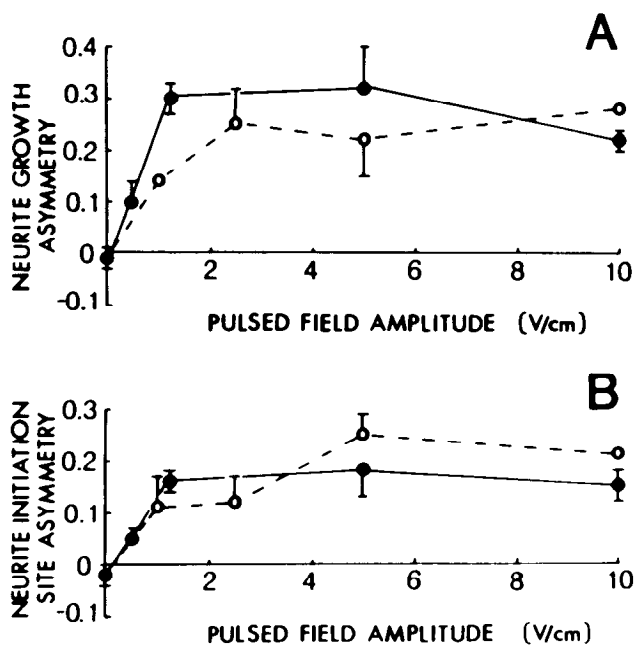 A
NEURITE GROWTH
ASYMMETRY
0.4
0.3
0.2
0.1
0
-0.1
2
4
6
8
10
PULSED FIELD AMPLITUDE (V/cm)
B
NEURITE INITIATION
SITE ASYMMETRY
0.3
0.2
0.1
0
-0.1
2
4
6
8
10
PULSED FIELD AMPLITUDE (V/cm)